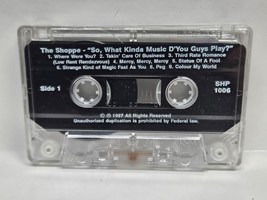 The Shoppe - "So, What Kinda Music D'You Guys Play?"
1. Where Were You? 2. Takin' Care Of Business 3. Third Rate Romance
(Low Rent Rendezvous) 4. Mercy, Mercy, Mercy 5. Statue Of A Fool
6. Strange Kind of Magic Fast As You 8. Peg 9. Colour My World
Side 1
SHP
1006
© ℗ 1997 All Rights Reserved
Unauthorized duplication is prohibited by Federal law.